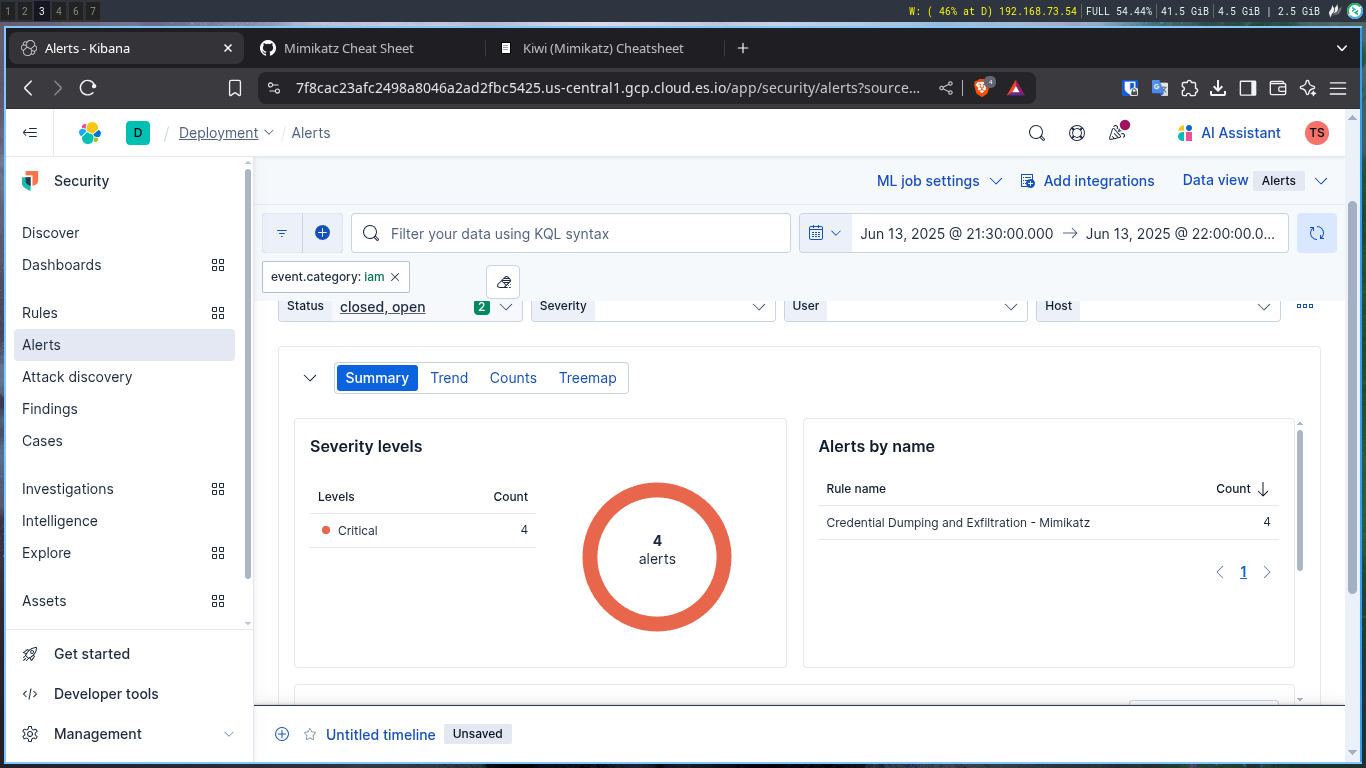 1 2 3 4 6 7
W: ( 46% at D) 192.168.73.54 FULL 54.44% 41.5 GiB 4.5 GiB | 2.5 GiB
Alerts - Kibana
Mimikatz Cheat Sheet
Kiwi (Mimikatz) Cheatsheet
7f8cac23afc2498a8046a2ad2fbc5425.us-central1.gcp.cloud.es.io/app/security/alerts?source...
4
D / Deployment / Alerts
AI Assistant
TS
Security
Discover
Dashboards
Rules
Alerts
Attack discovery
Findings
Cases
Investigations
Intelligence
Explore
Assets
Get started
Developer tools
Management
ML job settings
Add integrations
Data view Alerts
Filter your data using KQL syntax
Jun 13, 2025 @ 21:30:00.000 → Jun 13, 2025 @ 22:00:00.0...
event.category: iam
Status closed, open 2
Severity
User
Host
Summary Trend Counts Treemap
Severity levels
Levels Count
Critical 4
4
alerts
Alerts by name
Rule name Count
Credential Dumping and Exfiltration - Mimikatz 4
1
Untitled timeline Unsaved